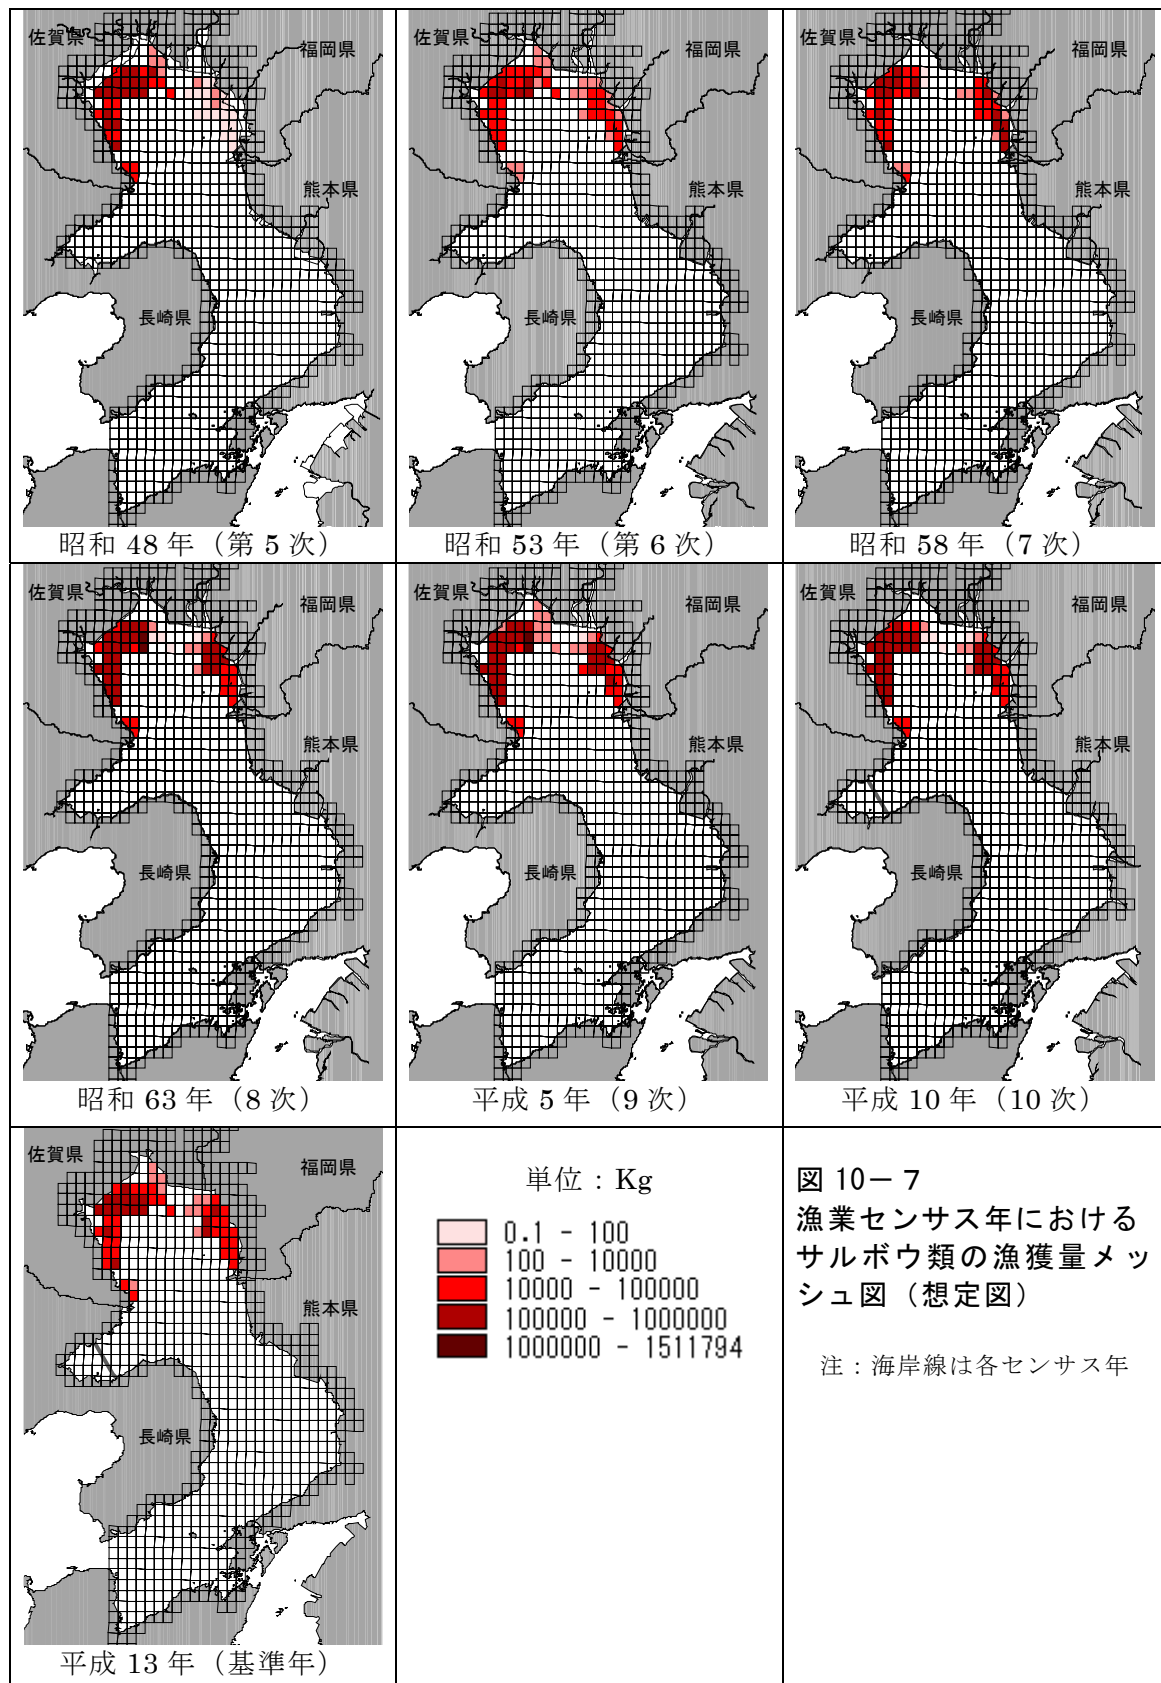 佐賀県
福岡県
熊本県
長崎県
昭和 48 年（第 5 次）
佐賀県
福岡県
熊本県
長崎県
昭和 53 年（第 6 次）
佐賀県
福岡県
熊本県
長崎県
昭和 58 年（7 次）
佐賀県
福岡県
熊本県
長崎県
昭和 63 年（8 次）
佐賀県
福岡県
熊本県
長崎県
平成 5 年（9 次）
佐賀県
福岡県
熊本県
長崎県
平成 10 年（10 次）
佐賀県
福岡県
熊本県
長崎県
平成 13 年（基準年）
単位：Kg
0.1 - 100
100 - 10000
10000 - 100000
100000 - 1000000
1000000 - 1511794
図 10－7
漁業センサス年における
サルボウ類の漁獲量メッ
シュ図（想定図）
注：海岸線は各センサス年